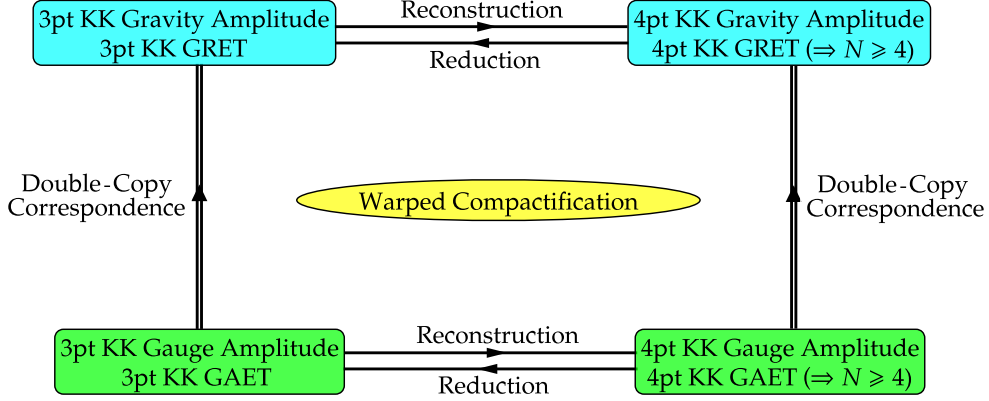 3pt KK Gravity Amplitude
3pt KK GRET
Reconstruction
Reduction
4pt KK Gravity Amplitude
4pt KK GRET (⇒ N ⩾ 4)
Double-Copy
Correspondence
Warped Compactification
Double-Copy
Correspondence
3pt KK Gauge Amplitude
3pt KK GAET
Reconstruction
Reduction
4pt KK Gauge Amplitude
4pt KK GAET (⇒ N ⩾ 4)